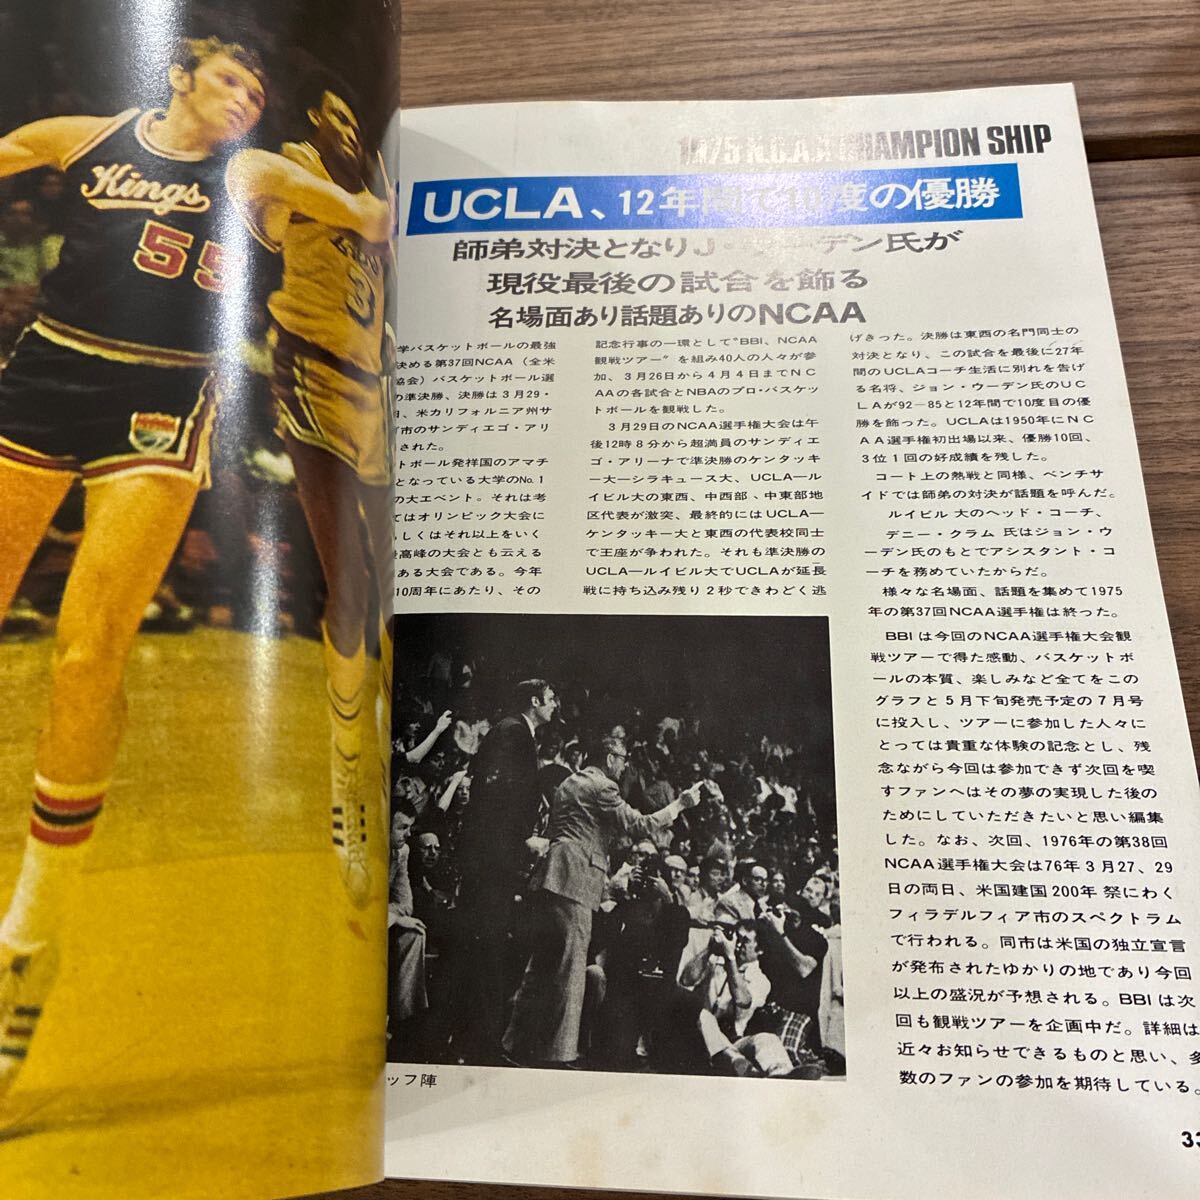 Kings
55
3
1975 N.C.A.A CHAMPION SHIP
UCLA、12年間で10度の優勝
師弟対決となりJ・ウーデン氏が
現役最後の試合を飾る
名場面あり話題ありのNCAA
学バスケットボールの最強
決める第37回NCAA（全米
協会）バスケットボール選
の準決勝、決勝は3月29・
米カリフォルニア州サ
市のサンディエゴ・アリ
された。
ットボール発祥国のアマチ
となっている大学のNo.1
の大エベント。それは考
てはオリンピック大会に
しくはそれ以上をいく
最高峰の大会とも云える
ある大会である。今年
10周年にあたり、その
記念行事の一環として"BBI、NCAA
観戦ツアー"を組み40人の人々が参
加、3月26日から4月4日までNC
AAの各試合とNBAのプロ・バスケッ
トボールを観戦した。
3月29日のNCAA選手権大会は午
後12時8分から超満員のサンディエ
ゴ・アリーナで準決勝のケンタッキ
ー大ーシラキュース大、UCLAール
イビル大の東西、中西部、中東部地
区代表が激突、最終的にはUCLAー
ケンタッキー大と東西の代表校同士
で王座が争われた。それも準決勝の
UCLAールイビル大でUCLAが延長
戦に持ち込み残り2秒できわどく逃
げきった。決勝は東西の名門同士の
対決となり、この試合を最後に27年
間のUCLAコーチ生活に別れを告げ
る名将、ジョン・ウーデン氏のUC
LAが92−85と12年間で10度目の優
勝を飾った。UCLAは1950年にNC
AA選手権初出場以来、優勝10回、
3位1回の好成績を残した。
コート上の熱戦と同様、ベンチサ
イドでは師弟の対決が話題を呼んだ。
ルイビル大のヘッド・コーチ、
デニー・クラム氏はジョン・ウ
ーデン氏のもとでアシスタント・コ
ーチを務めていたからだ。
様々な名場面、話題を集めて1975
年の第37回NCAA選手権は終った。
BBIは今回のNCAA選手権大会観
戦ツアーで得た感動、バスケットボ
ールの本質、楽しみなど全てをこの
グラフと5月下旬発売予定の7月号
に投入し、ツアーに参加した人々に
とっては貴重な体験の記念とし、残
念ながら今回は参加できず次回を喫
すファンへはその夢の実現した後の
ためにしていただきたいと思い編集
した。なお、次回、1976年の第38回
NCAA選手権大会は76年3月27、29
日の両日、米国建国200年祭にわく
フィラデルフィア市のスペクトラム
で行われる。同市は米国の独立宣言
が発布されたゆかりの地であり今回
以上の盛況が予想される。BBIは次
回も観戦ツアーを企画中だ。詳細は
近々お知らせできるものと思い、多
数のファンの参加を期待している。
ッフ陣
33